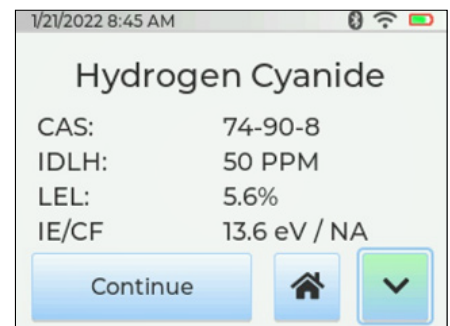 1/21/2022 8:45 AM
Hydrogen Cyanide
CAS: 74-90-8
IDLH: 50 PPM
LEL: 5.6%
IE/CF 13.6 eV / NA
Continue